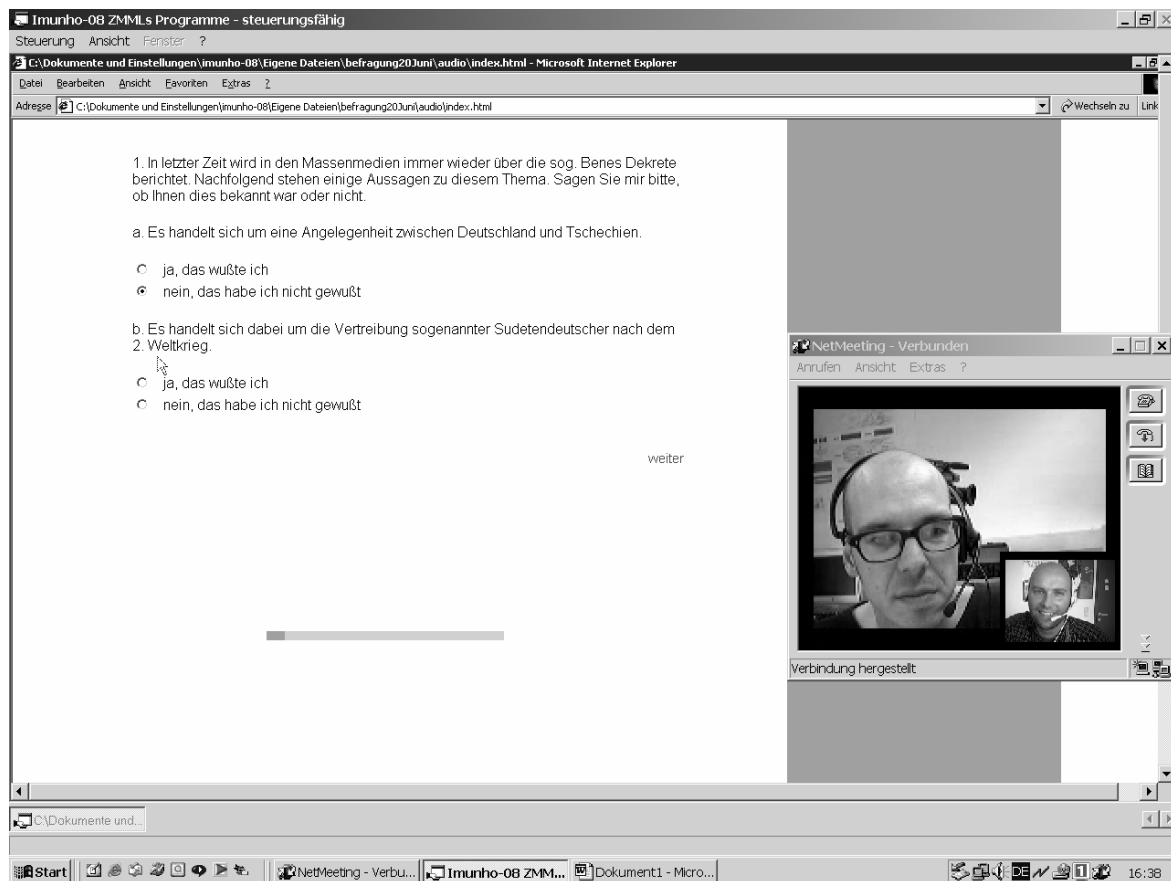 Imunho-08 ZMMLs Programme - steuerungsfähig
Steuerung Ansicht Fenster ?
C:\Dokumente und Einstellungen\imunho-08\Eigene Dateien\befragung20Juni\audio\index.html - Microsoft Internet Explorer
Datei Bearbeiten Ansicht Favoriten Extras ?
Adresse C:\Dokumente und Einstellungen\imunho-08\Eigene Dateien\befragung20Juni\audio\index.html Wechseln zu Link
1. In letzter Zeit wird in den Massenmedien immer wieder über die sog. Benes Dekrete
berichtet. Nachfolgend stehen einige Aussagen zu diesem Thema. Sagen Sie mir bitte,
ob Ihnen dies bekannt war oder nicht.
a. Es handelt sich um eine Angelegenheit zwischen Deutschland und Tschechien.
ja, das wußte ich
nein, das habe ich nicht gewußt
b. Es handelt sich dabei um die Vertreibung sogenannter Sudetendeutscher nach dem
2. Weltkrieg.
ja, das wußte ich
nein, das habe ich nicht gewußt
weiter
NetMeeting - Verbunden
Anrufen Ansicht Extras ?
Verbindung hergestellt
C:\Dokumente und...
Start NetMeeting - Verbu... Imunho-08 ZMM... Dokument1 - Micro... DE 16:38